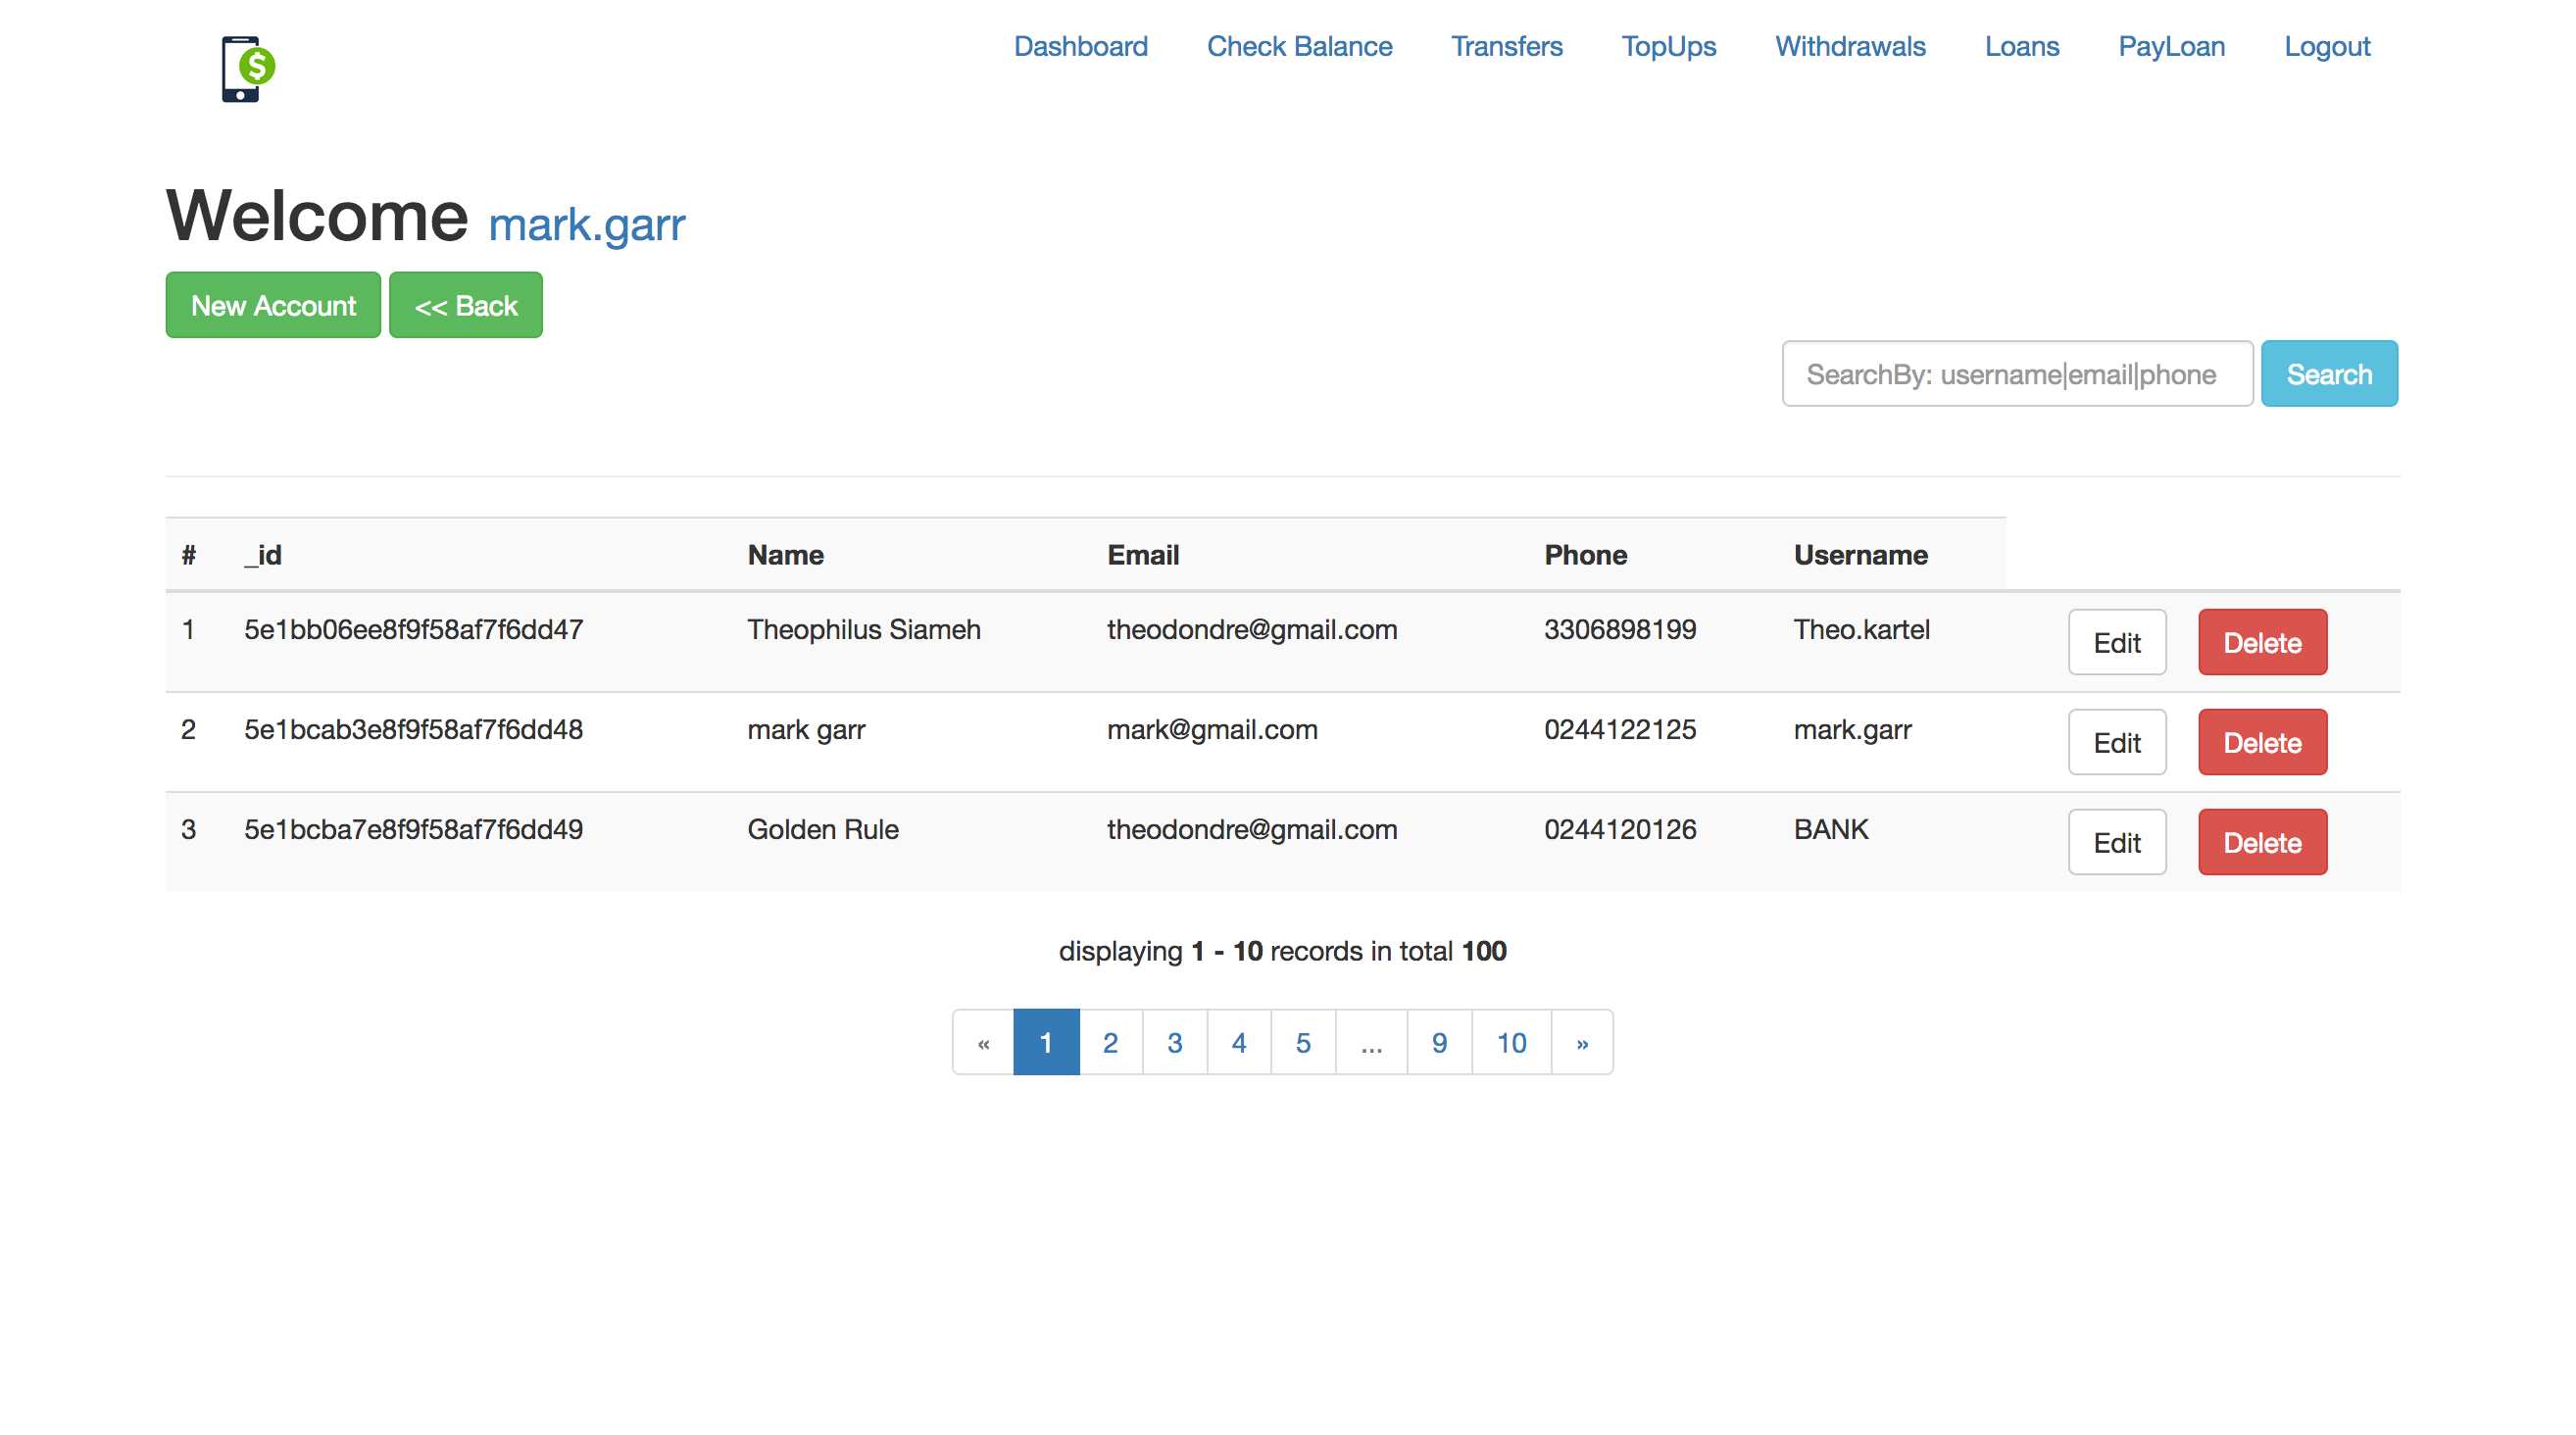 $
Dashboard Check Balance Transfers TopUps Withdrawals Loans PayLoan Logout
Welcome mark.garr
New Account << Back
SearchBy: username|email|phone Search
# _id Name Email Phone Username
1 5e1bb06ee8f9f58af7f6dd47 Theophilus Siameh theodondre@gmail.com 3306898199 Theo.kartel Edit Delete
2 5e1bcab3e8f9f58af7f6dd48 mark garr mark@gmail.com 0244122125 mark.garr Edit Delete
3 5e1bcba7e8f9f58af7f6dd49 Golden Rule theodondre@gmail.com 0244120126 BANK Edit Delete
displaying 1 - 10 records in total 100
« 1 2 3 4 5 ... 9 10 »